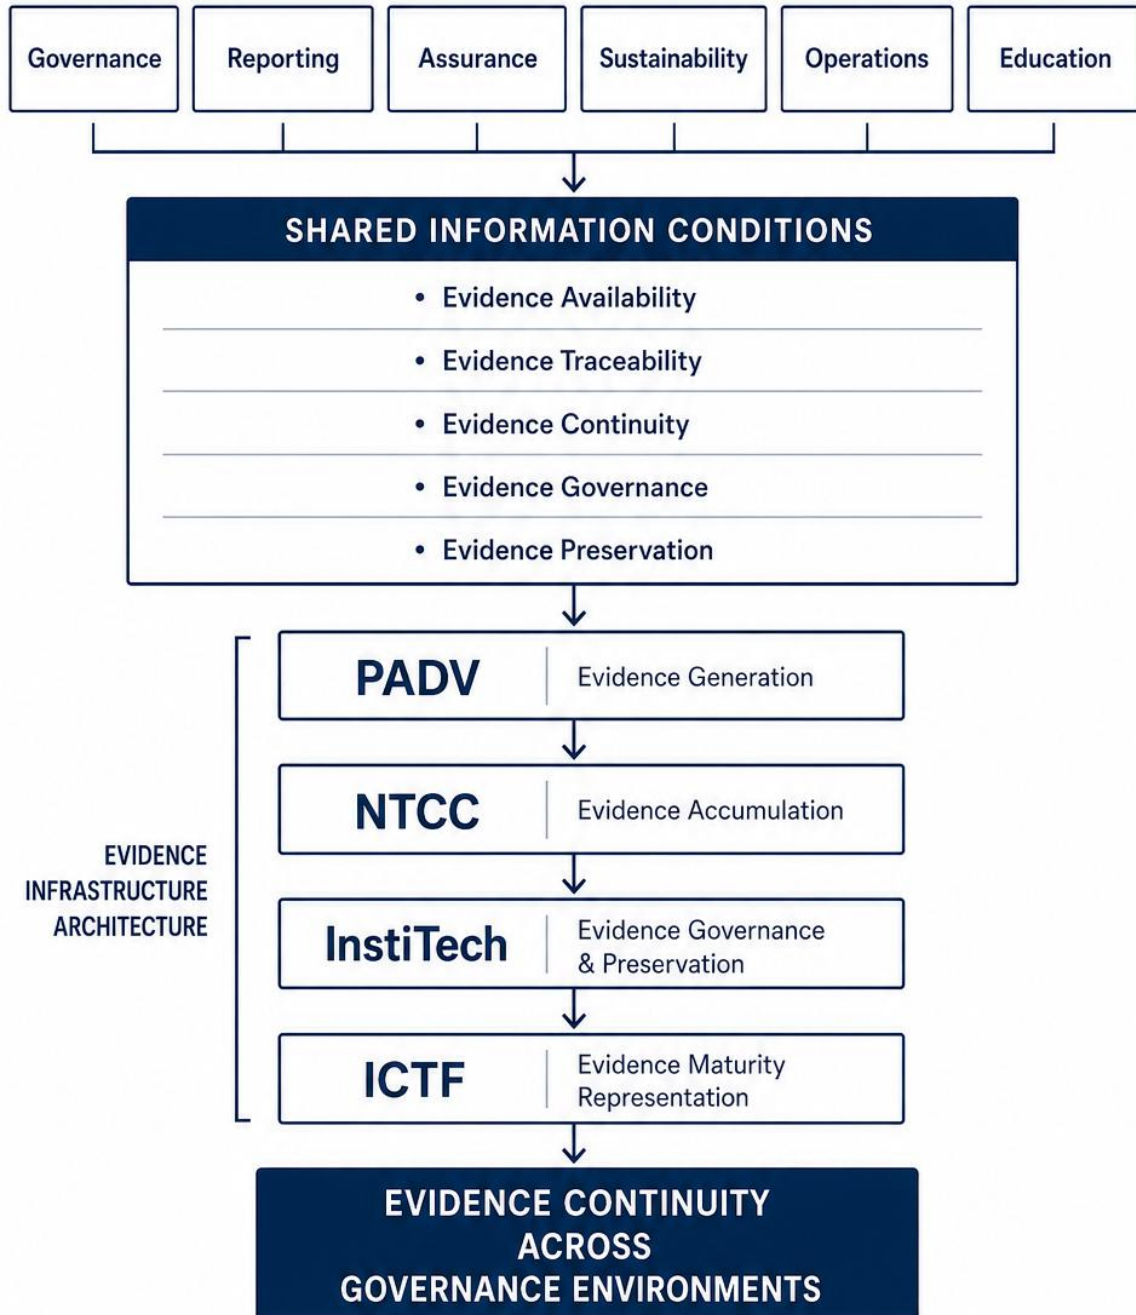 Governance
Reporting
Assurance
Sustainability
Operations
Education
SHARED INFORMATION CONDITIONS
• Evidence Availability
• Evidence Traceability
• Evidence Continuity
• Evidence Governance
• Evidence Preservation
EVIDENCE
INFRASTRUCTURE
ARCHITECTURE
PADV
Evidence Generation
NTCC
Evidence Accumulation
InstiTech
Evidence Governance
& Preservation
ICTF
Evidence Maturity
Representation
EVIDENCE CONTINUITY
ACROSS
GOVERNANCE ENVIRONMENTS